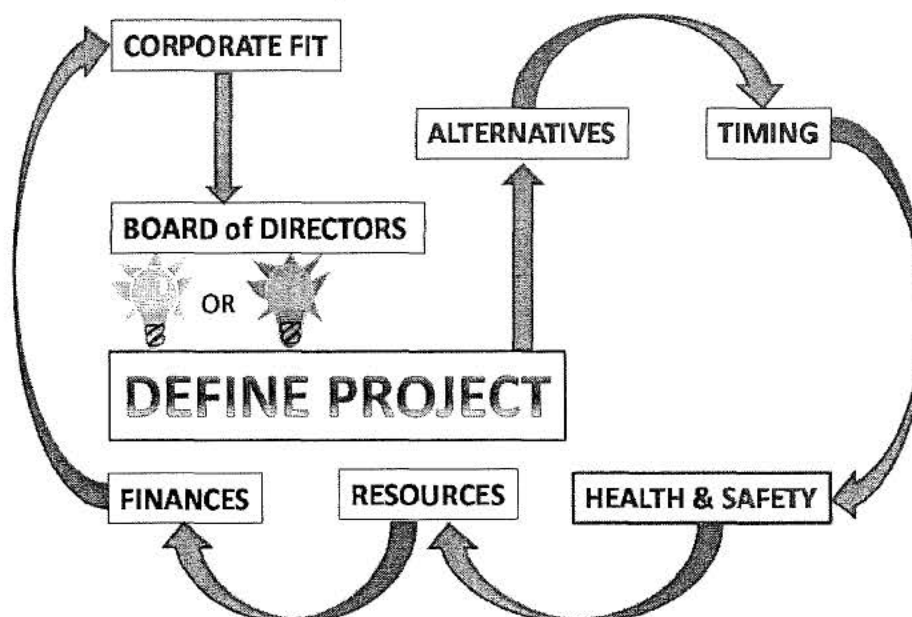 CORPORATE FIT
ALTERNATIVES
TIMING
BOARD of DIRECTORS
OR
DEFINE PROJECT
FINANCES
RESOURCES
HEALTH & SAFETY